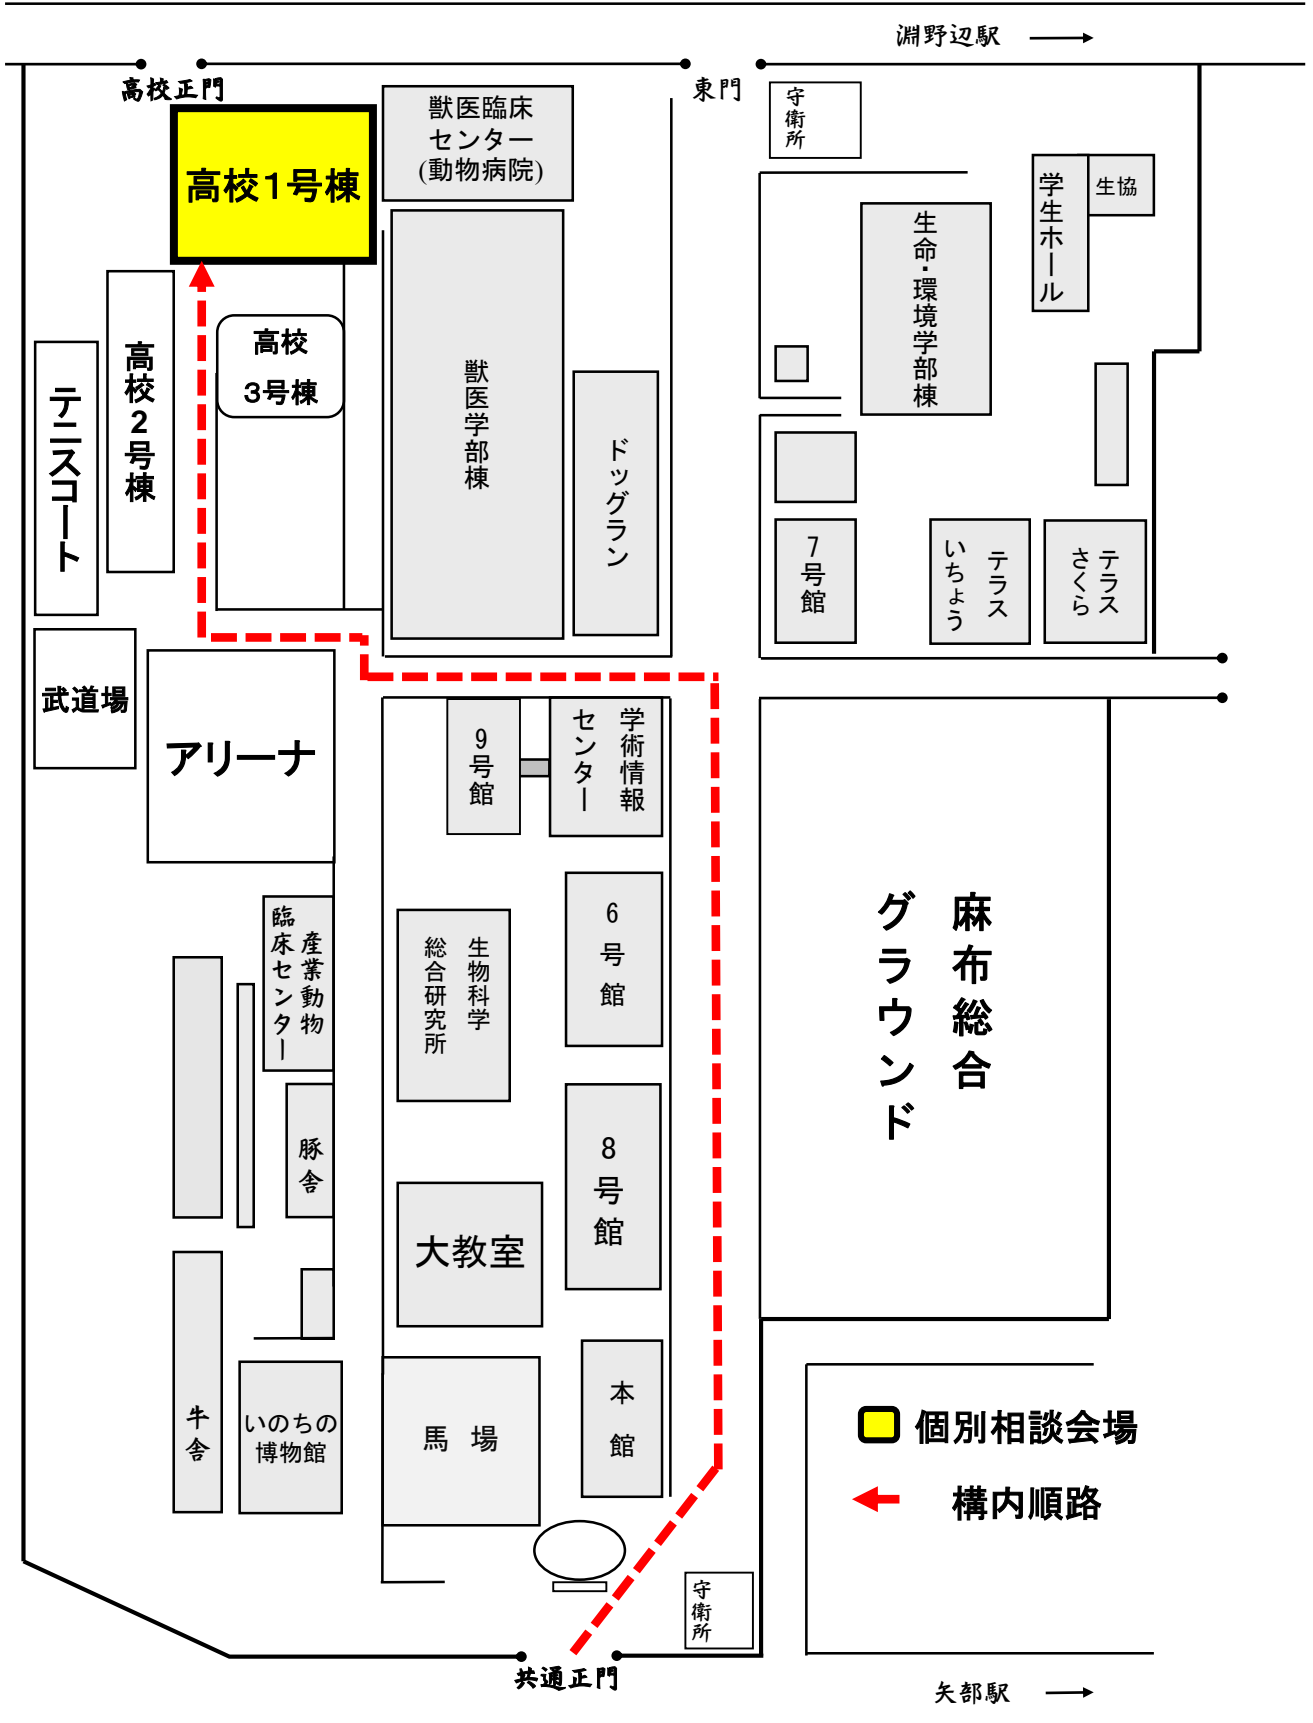 淵野辺駅
高校正門
東門
守衛所
獣医臨床
センター
(動物病院)
高校1号棟
学生ホール
生協
生命・環境学部棟
高校
3号棟
高校2号棟
テニスコート
獣医学部棟
ドッグラン
7号館
テラス
いちょう
テラス
さくら
武道場
アリーナ
9号館
学術情報
センター
6号館
麻布総合
グラウンド
産業動物
臨床センター
生物科学
総合研究所
豚舎
8号館
大教室
牛舎
いのちの
博物館
馬場
本館
個別相談会場
構内順路
守衛所
共通正門
矢部駅